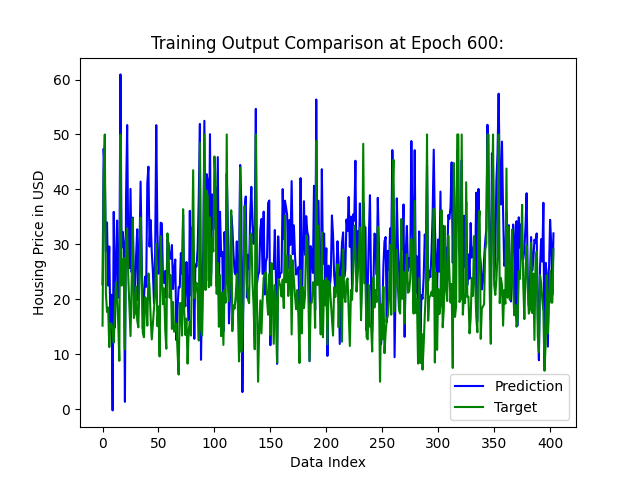 Training Output Comparison at Epoch 600:
Housing Price in USD
60
50
40
30
20
10
0
0 50 100 150 200 250 300 350 400
Data Index
Prediction
Target